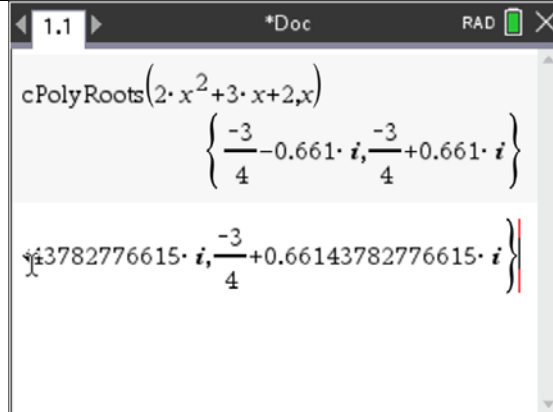 1.1 *Doc RAD
cPolyRoots(2·x²+3·x+2,x)
{-3/4-0.661·i,-3/4+0.661·i}
43782776615·i,-3/4+0.66143782776615·i}